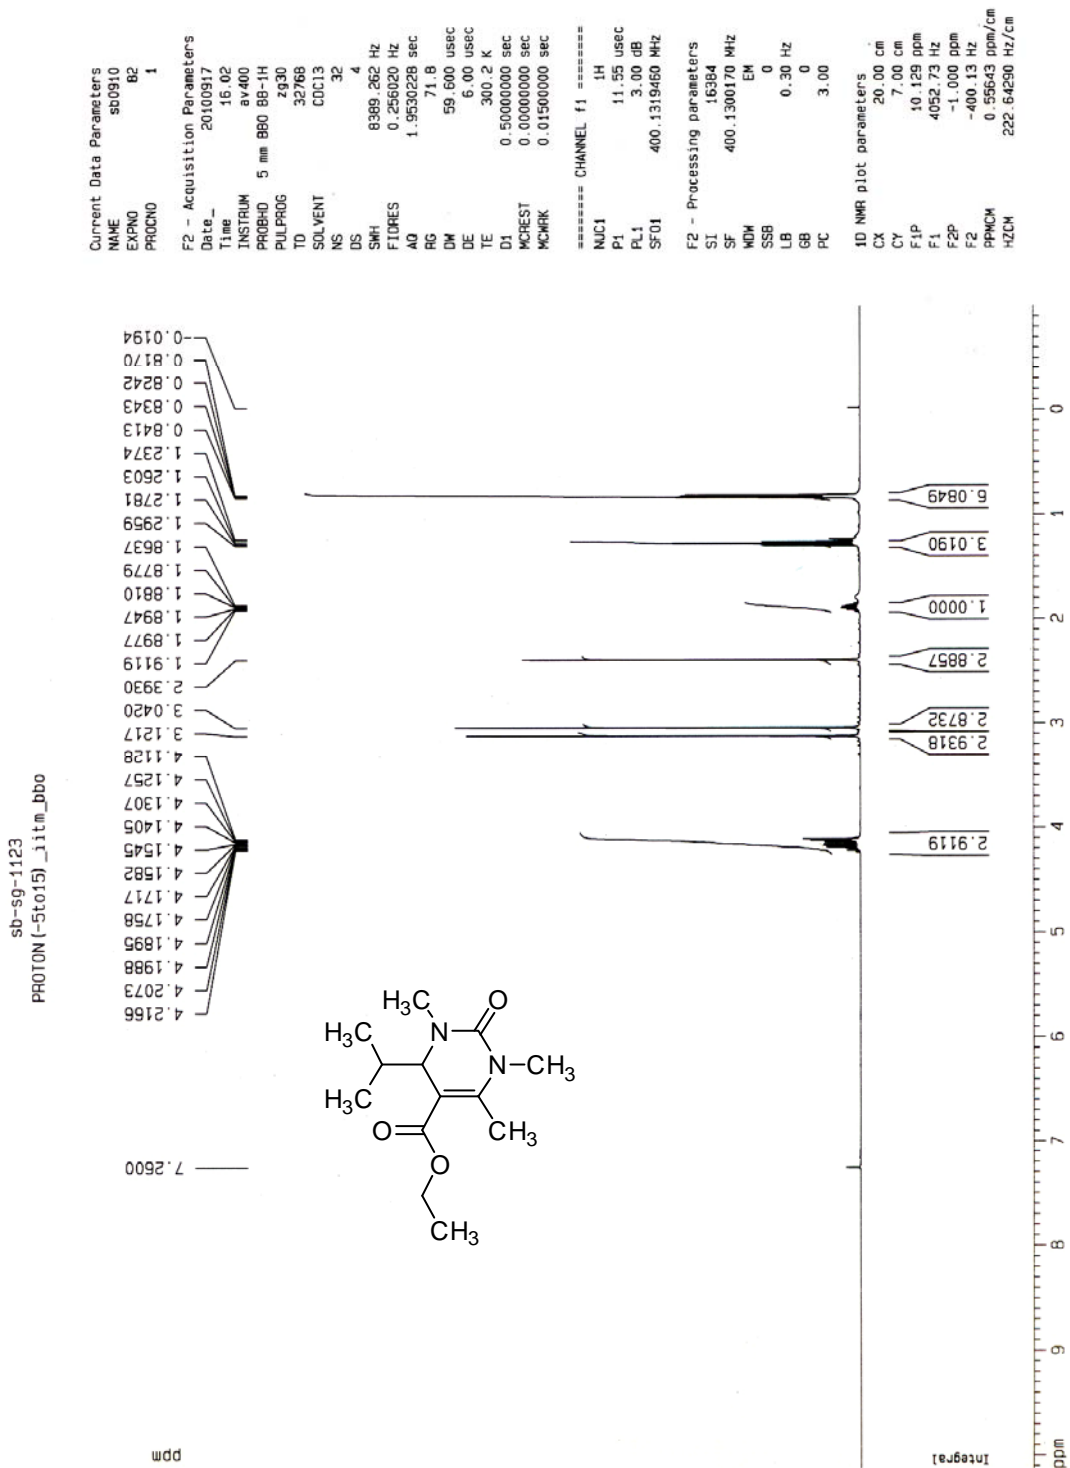 sb-sg-1123
PROTON(-5to15)_iitm_bbo
Current Data Parameters
NAME sb0910
EXPNO 82
PROCNO 1
F2 - Acquisition Parameters
Date_ 20100917
Time 16.02
INSTRUM av400
PROBHD 5 mm BBO BB-1H
PULPROG zg30
TD 32768
SOLVENT CDCl3
NS 32
DS 4
SWH 8389.262 Hz
FIDRES 0.256020 Hz
AQ 1.9530228 sec
RG 71.8
DW 59.600 usec
DE 6.00 usec
TE 300.2 K
D1 0.50000000 sec
MCREST 0.00000000 sec
MCWRK 0.01500000 sec
======== CHANNEL f1 ========
NUC1 1H
P1 11.55 usec
PL1 3.00 dB
SFO1 400.1319460 MHz
F2 - Processing parameters
SI 16384
SF 400.1300170 MHz
WDW EM
SSB 0
LB 0.30 Hz
GB 0
PC 3.00
1D NMR plot parameters
CX 20.00 cm
CY 7.00 cm
F1P 10.129 ppm
F1 4052.73 Hz
F2P -1.000 ppm
F2 -400.13 Hz
PPMCM 0.55643 ppm/cm
HZCM 222.64290 Hz/cm
ppm
7.2600
4.2166
4.2073
4.1988
4.1895
4.1758
4.1717
4.1582
4.1545
4.1405
4.1307
4.1257
4.1128
3.1217
3.0420
2.3930
1.9119
1.8977
1.8947
1.8810
1.8779
1.8637
1.2959
1.2781
1.2603
1.2374
0.8413
0.8343
0.8242
0.8170
-0.0194
H3C
N
O
H3C
N
CH3
H3C
O
CH3
O
CH3
Integral
2.9119
2.9318
2.8732
2.8857
1.0000
3.0190
6.0849
ppm 9 8 7 6 5 4 3 2 1 0